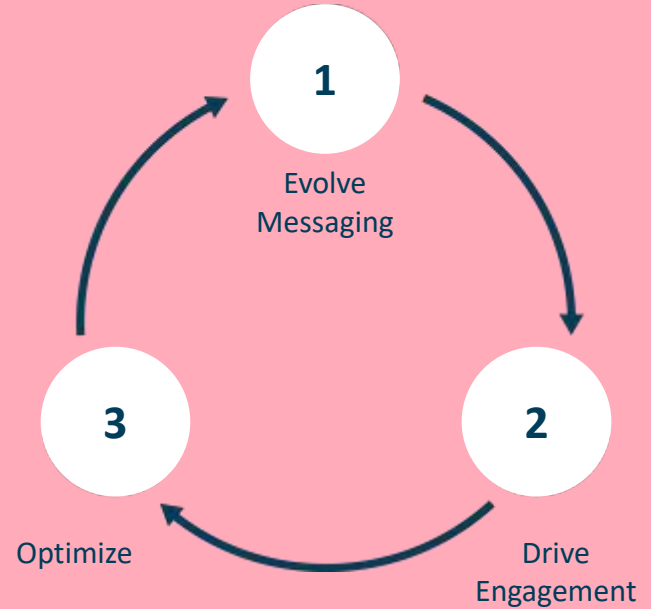 1
Evolve
Messaging
2
Drive
Engagement
3
Optimize